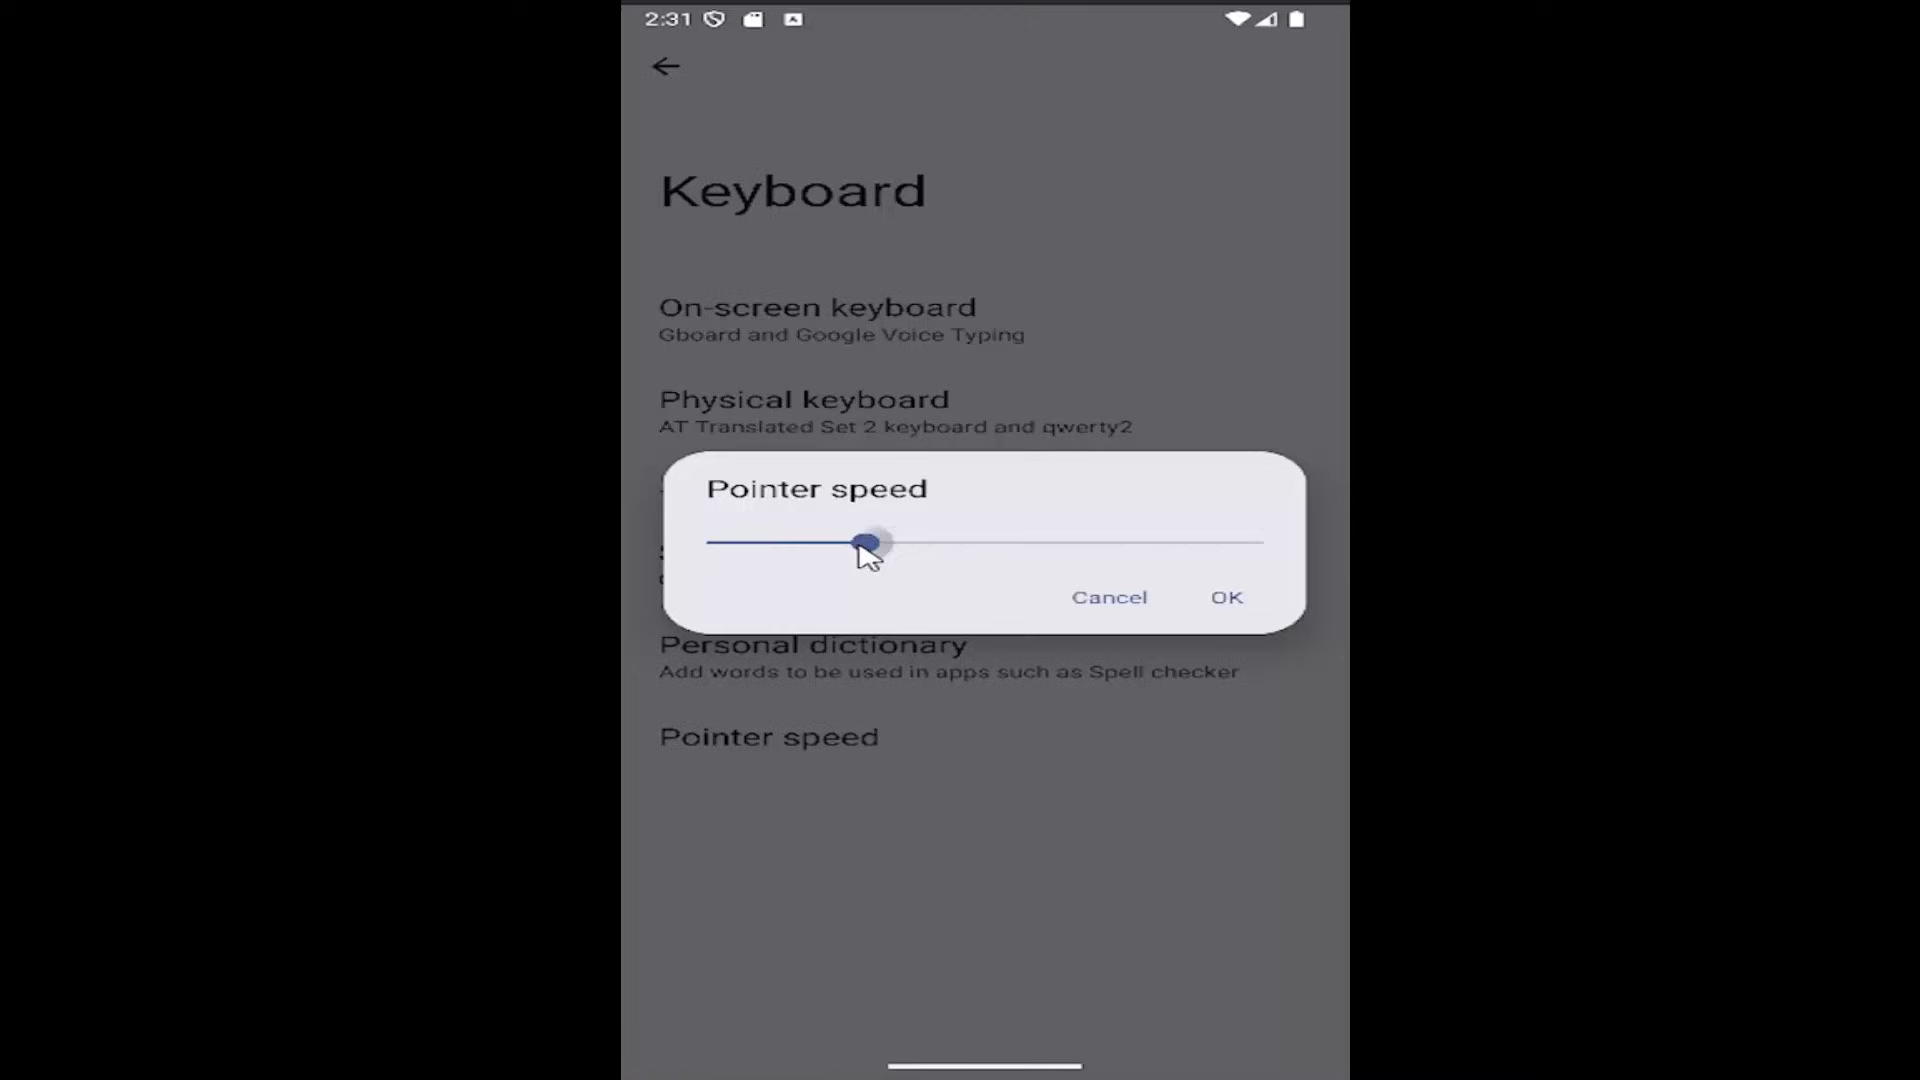 2:31
Keyboard
On-screen keyboard
Gboard and Google Voice Typing
Physical keyboard
AT Translated Set 2 keyboard and qwerty2
Pointer speed
Cancel OK
Personal dictionary
Add words to be used in apps such as Spell checker
Pointer speed